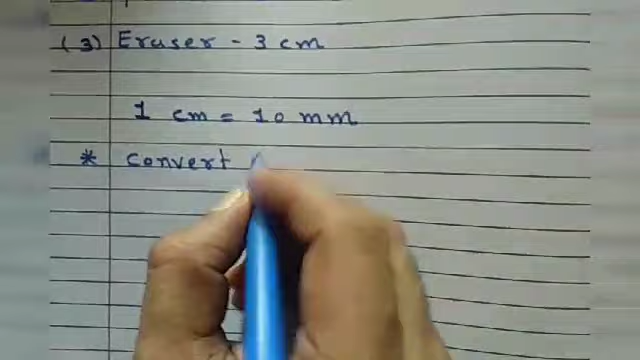 (3) Eraser - 3 cm
1 cm = 10 mm
* convert